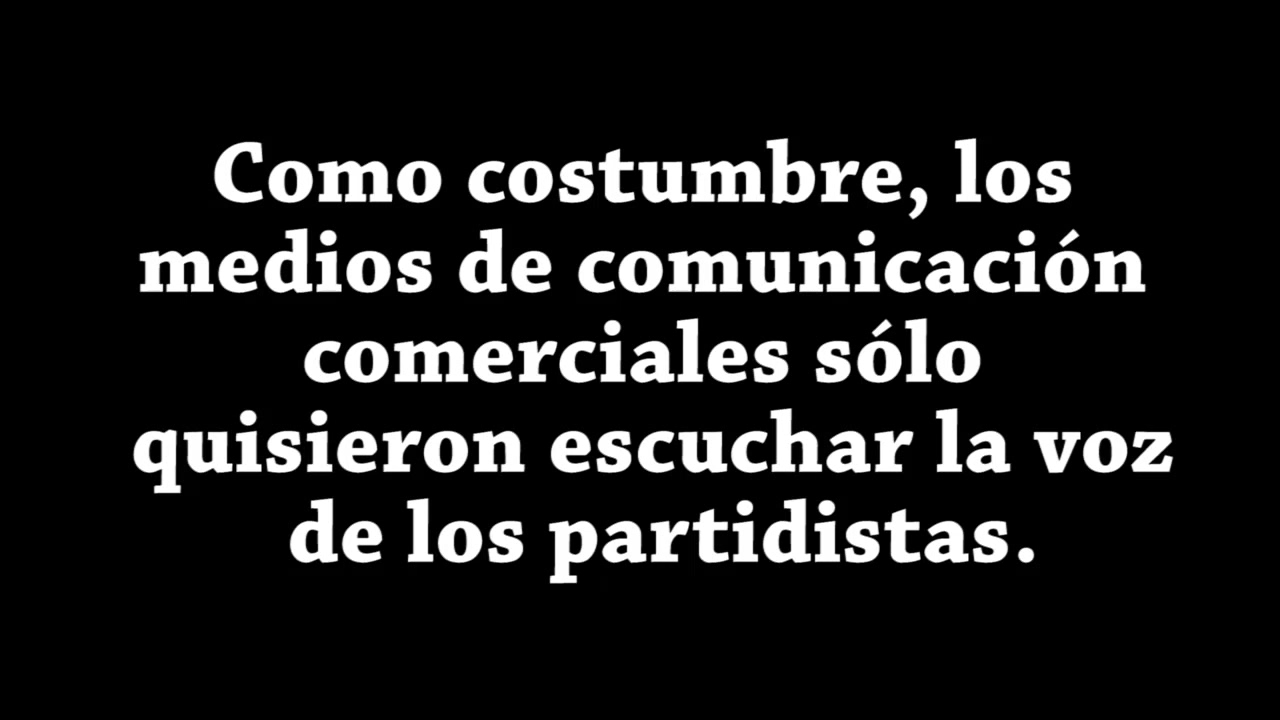 Como costumbre, los
medios de comunicación
comerciales sólo
quisieron escuchar la voz
de los partidistas.